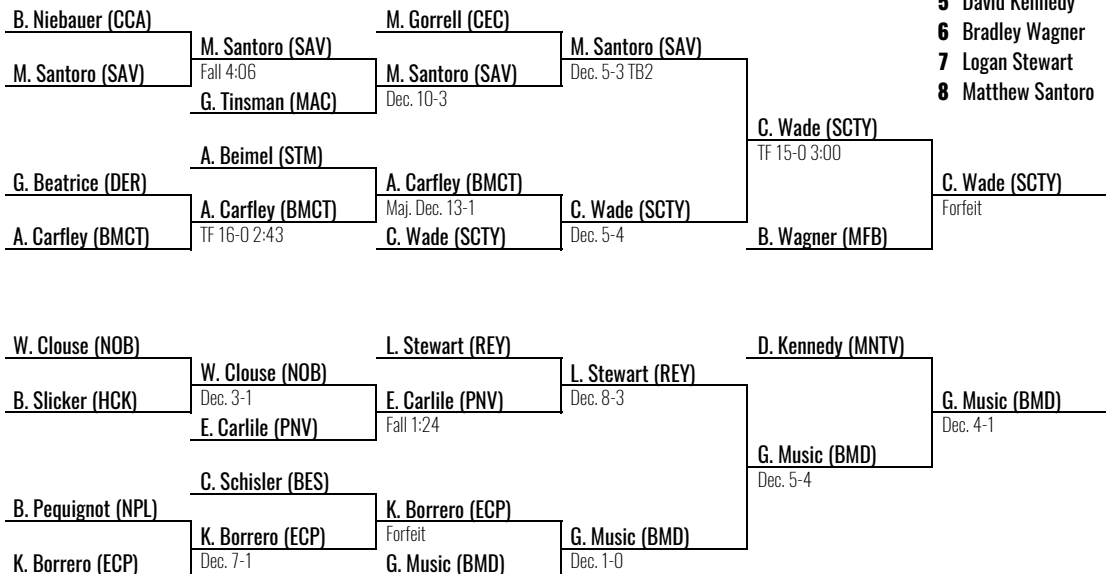 5 David Kennedy
6 Bradley Wagner
7 Logan Stewart
8 Matthew Santoro
B. Niebauer (CCA)
M. Santoro (SAV)
M. Santoro (SAV)
Fall 4:06
G. Tinsman (MAC)
M. Gorrell (CEC)
M. Santoro (SAV)
Dec. 10-3
M. Santoro (SAV)
Dec. 5-3 TB2
A. Beimel (STM)
G. Beatrice (DER)
A. Carfley (BMCT)
A. Carfley (BMCT)
TF 16-0 2:43
A. Carfley (BMCT)
Maj. Dec. 13-1
C. Wade (SCTY)
C. Wade (SCTY)
Dec. 5-4
C. Wade (SCTY)
TF 15-0 3:00
B. Wagner (MFB)
C. Wade (SCTY)
Forfeit
W. Clouse (NOB)
B. Slicker (HCK)
W. Clouse (NOB)
Dec. 3-1
E. Carlile (PNV)
L. Stewart (REY)
E. Carlile (PNV)
Fall 1:24
L. Stewart (REY)
Dec. 8-3
C. Schisler (BES)
B. Pequignot (NPL)
K. Borrero (ECP)
K. Borrero (ECP)
Dec. 7-1
K. Borrero (ECP)
Forfeit
G. Music (BMD)
G. Music (BMD)
Dec. 1-0
D. Kennedy (MNTV)
G. Music (BMD)
Dec. 5-4
G. Music (BMD)
Dec. 4-1